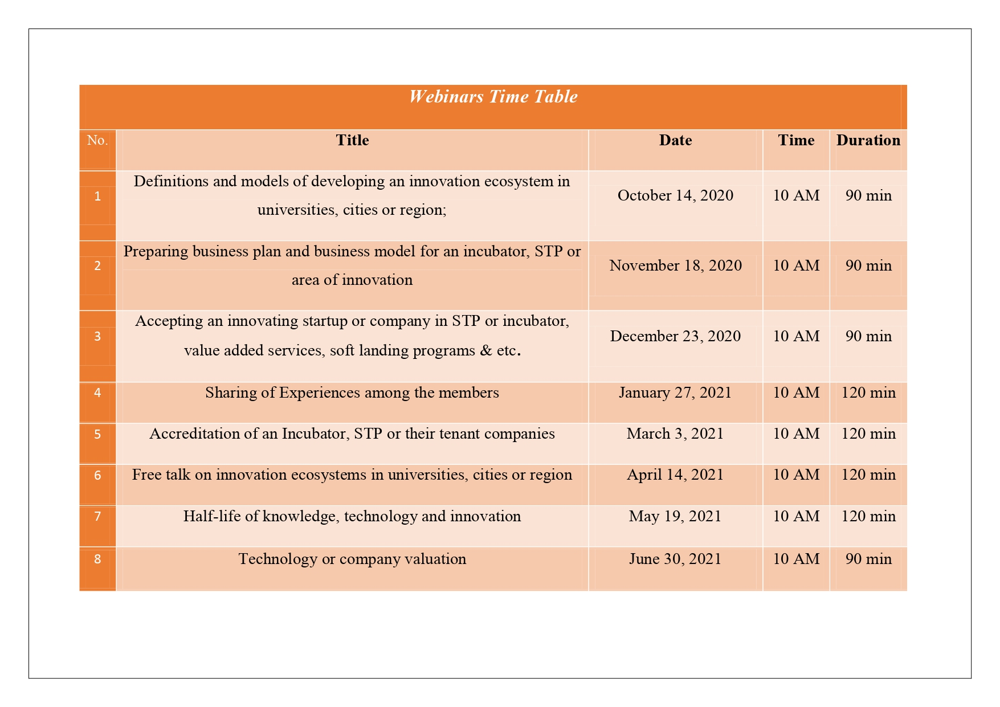 Webinars Time Table
No. Title Date Time Duration
Definitions and models of developing an innovation ecosystem in
1 October 14, 2020 10 AM 90 min
universities, cities or region;
Preparing business plan and business model for an incubator, STP or
2 November 18, 2020 10 AM 90 min
area of innovation
Accepting an innovating startup or company in STP or incubator,
3 December 23, 2020 10 AM 90 min
value added services, soft landing programs & etc.
4 Sharing of Experiences among the members January 27, 2021 10 AM 120 min
5 Accreditation of an Incubator, STP or their tenant companies March 3, 2021 10 AM 120 min
6 Free talk on innovation ecosystems in universities, cities or region April 14, 2021 10 AM 120 min
7 Half-life of knowledge, technology and innovation May 19, 2021 10 AM 120 min
8 Technology or company valuation June 30, 2021 10 AM 90 min